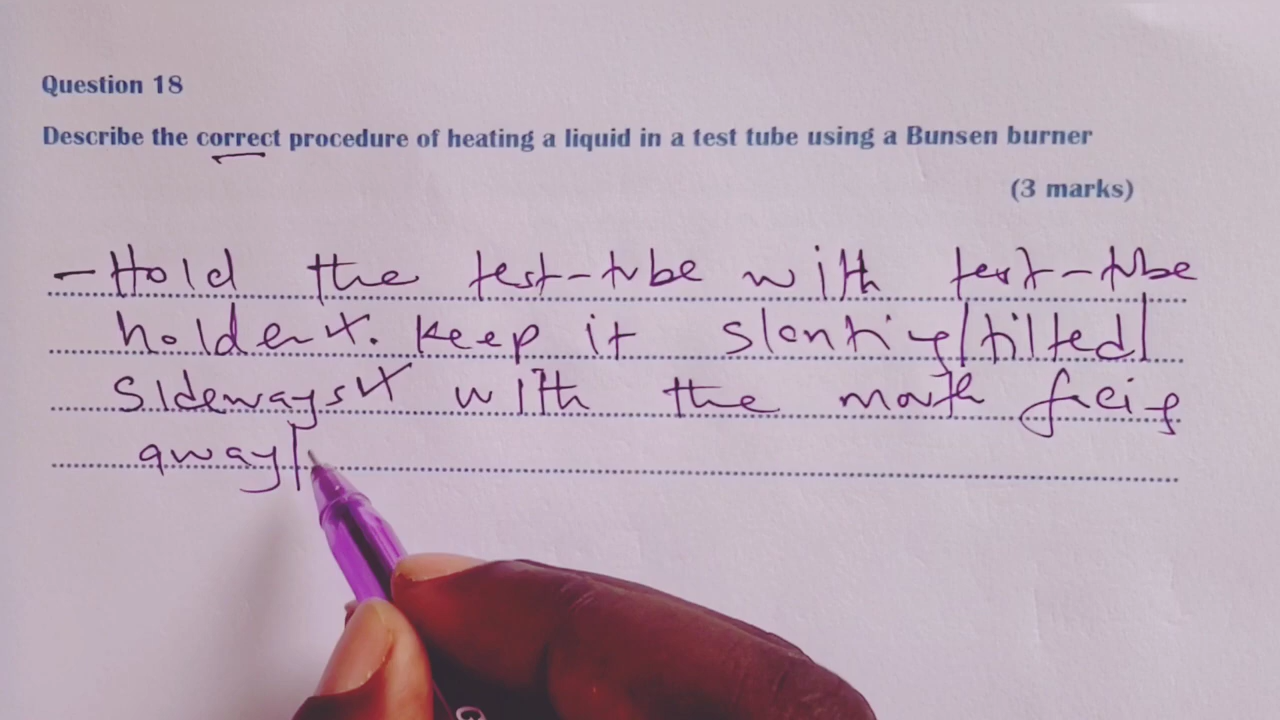 Question 18
Describe the correct procedure of heating a liquid in a test tube using a Bunsen burner
(3 marks)
- Hold the test-tube with test-tube
holder. Keep it slanting/tilted/
sideways with the mouth facing
away/